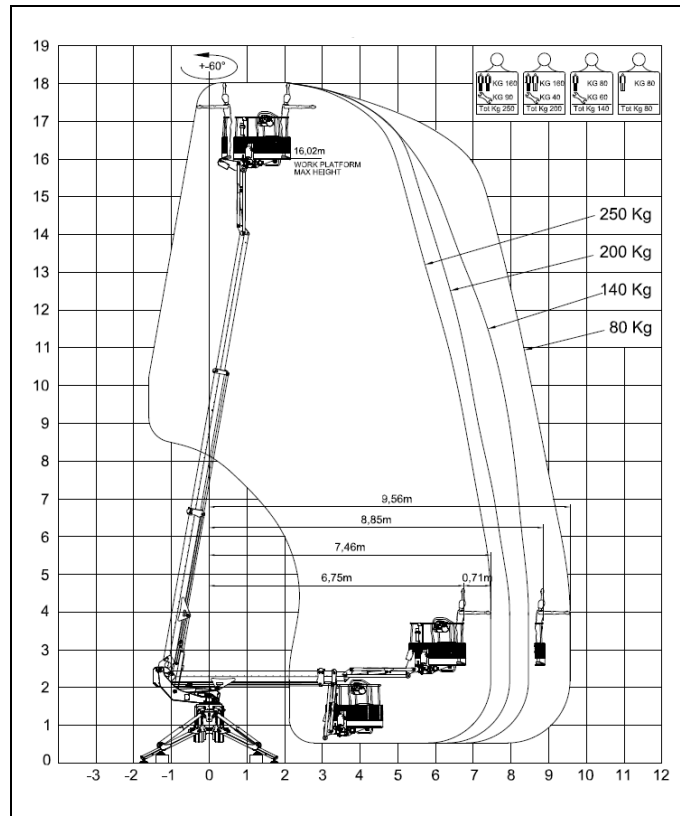 19
18
17
16
15
14
13
12
11
10
9
8
7
6
5
4
3
2
1
0
+-60°
KG 160
KG 90
Tot Kg 250
KG 160
KG 40
Tot Kg 200
KG 80
KG 60
Tot Kg 140
KG 80
Tot Kg 80
16,02m
WORK PLATFORM
MAX HEIGHT
250 Kg
200 Kg
140 Kg
80 Kg
9,56m
8,85m
7,46m
6,75m 0,71m
-3 -2 -1 0 1 2 3 4 5 6 7 8 9 10 11 12